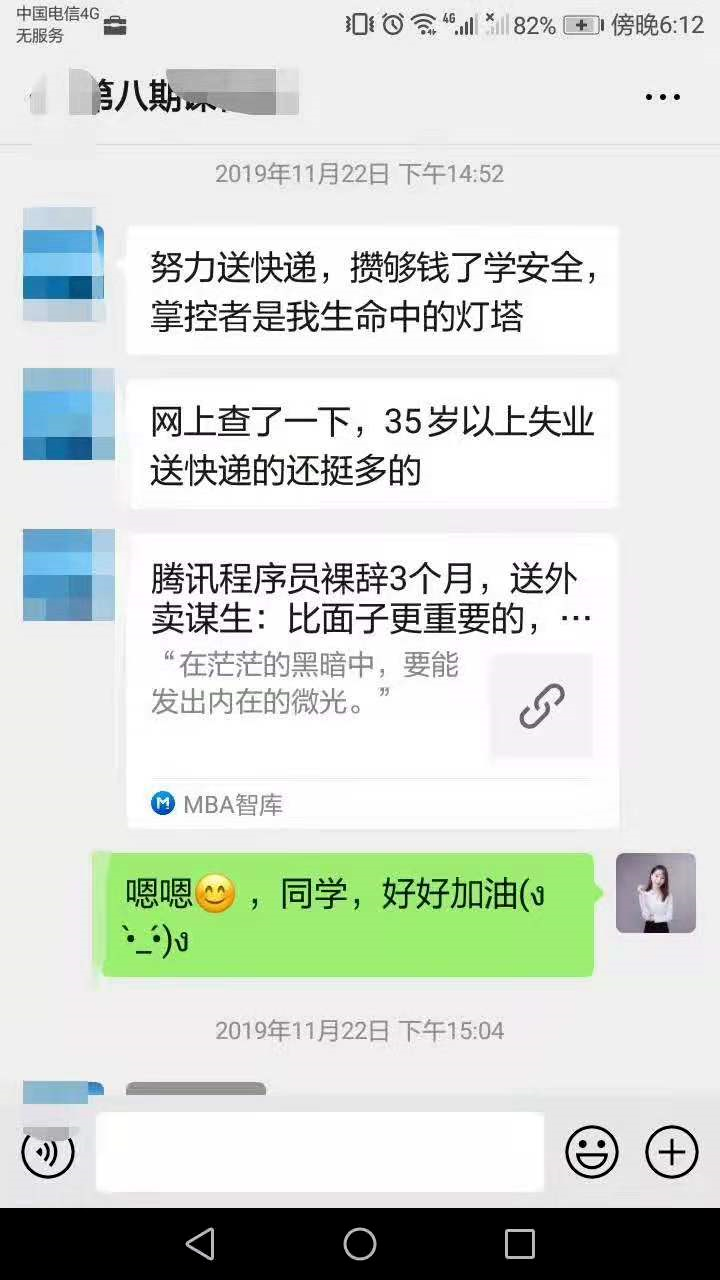 中国电信4G
无服务
4G
82%
傍晚6:12
第八期课
2019年11月22日 下午14:52
努力送快递，攒够钱了学安全，
掌控者是我生命中的灯塔
网上查了一下，35岁以上失业
送快递的还挺多的
腾讯程序员裸辞3个月，送外
卖谋生：比面子更重要的，…
“在茫茫的黑暗中，要能
发出内在的微光。”
MBA智库
嗯嗯😊，同学，好好加油(ง
•̀_•́)ง
2019年11月22日 下午15:04